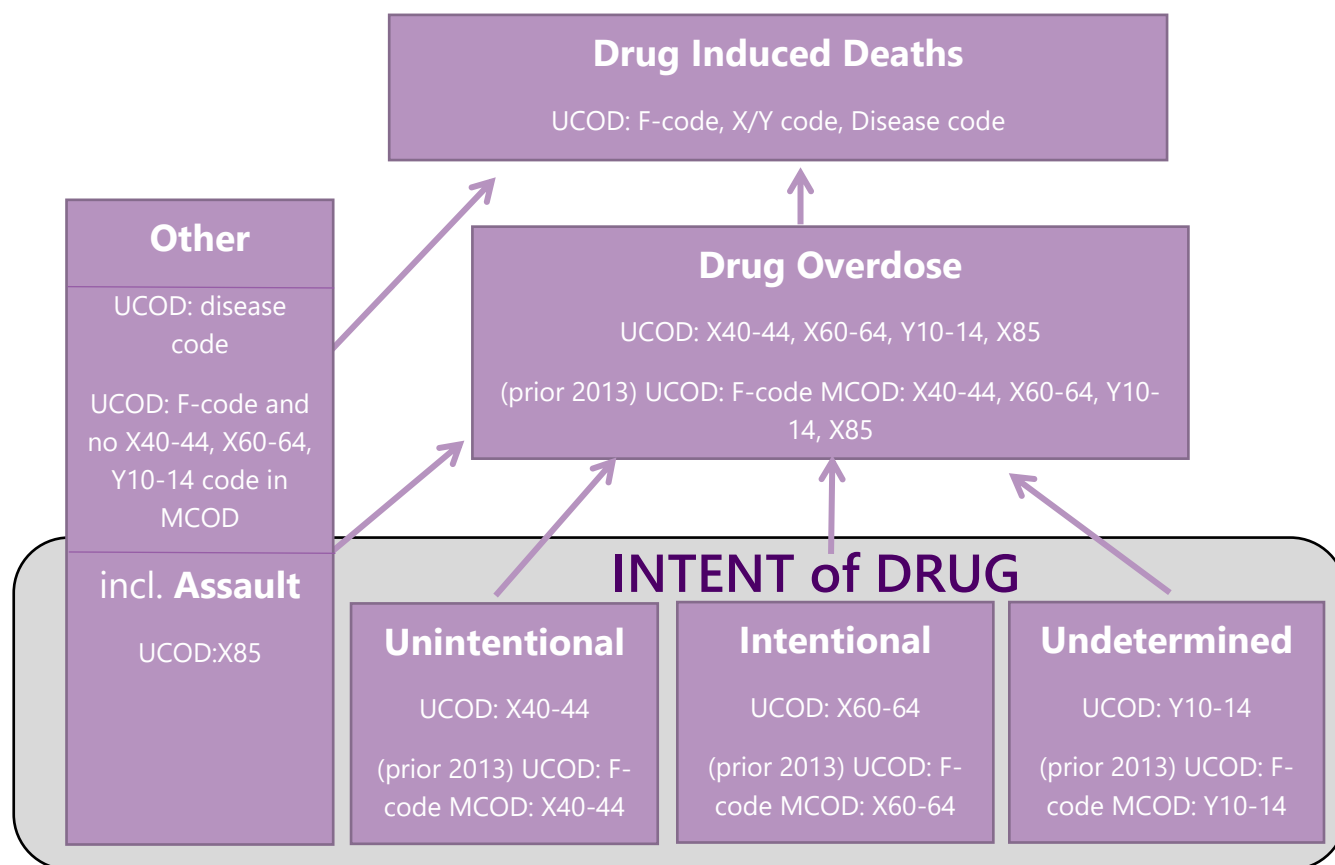 Drug Induced Deaths
UCOD: F-code, X/Y code, Disease code
Other
UCOD: disease
code
UCOD: F-code and
no X40-44, X60-64,
Y10-14 code in
MCOD
incl. Assault
UCOD:X85
Drug Overdose
UCOD: X40-44, X60-64, Y10-14, X85
(prior 2013) UCOD: F-code MCOD: X40-44, X60-64, Y10-
14, X85
INTENT of DRUG
Unintentional
UCOD: X40-44
(prior 2013) UCOD: F-
code MCOD: X40-44
Intentional
UCOD: X60-64
(prior 2013) UCOD: F-
code MCOD: X60-64
Undetermined
UCOD: Y10-14
(prior 2013) UCOD: F-
code MCOD: Y10-14